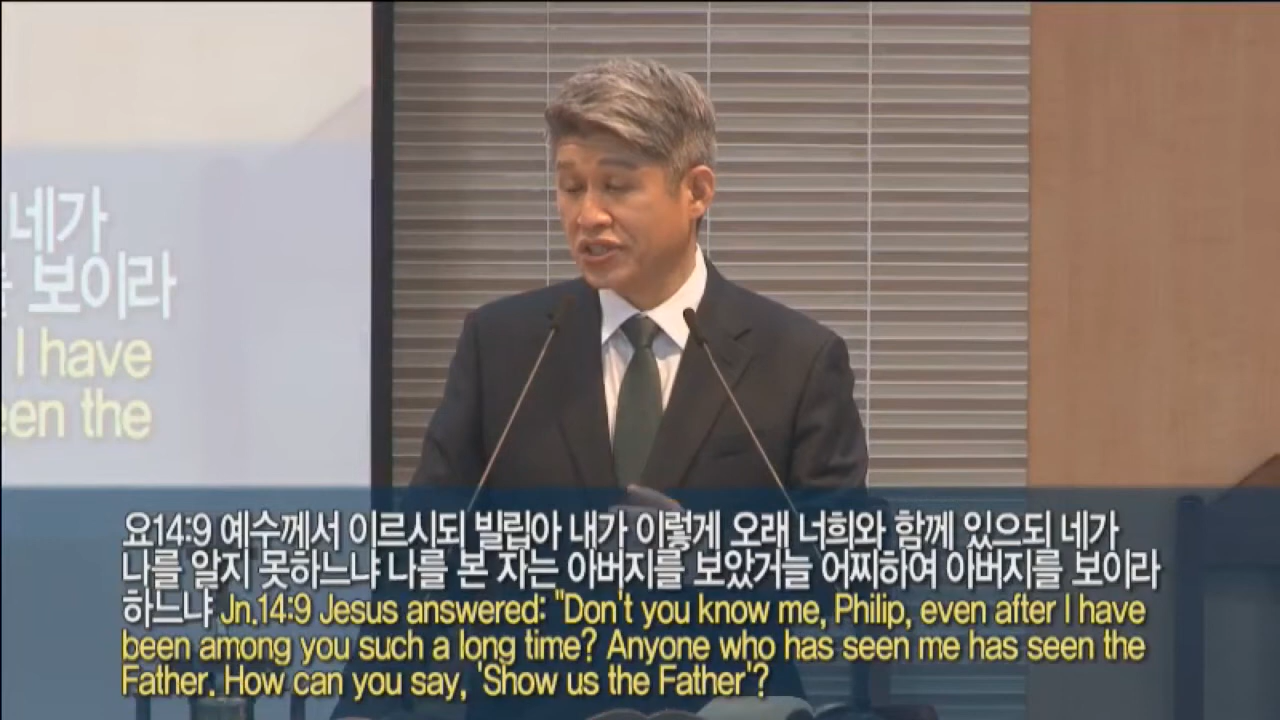 네가
를 보이라
I have
een the
요14:9 예수께서 이르시되 빌립아 내가 이렇게 오래 너희와 함께 있으되 네가
나를 알지 못하느냐 나를 본 자는 아버지를 보았거늘 어찌하여 아버지를 보이라
하느냐 Jn.14:9 Jesus answered: "Don't you know me, Philip, even after I have
been among you such a long time? Anyone who has seen me has seen the
Father. How can you say, 'Show us the Father'?